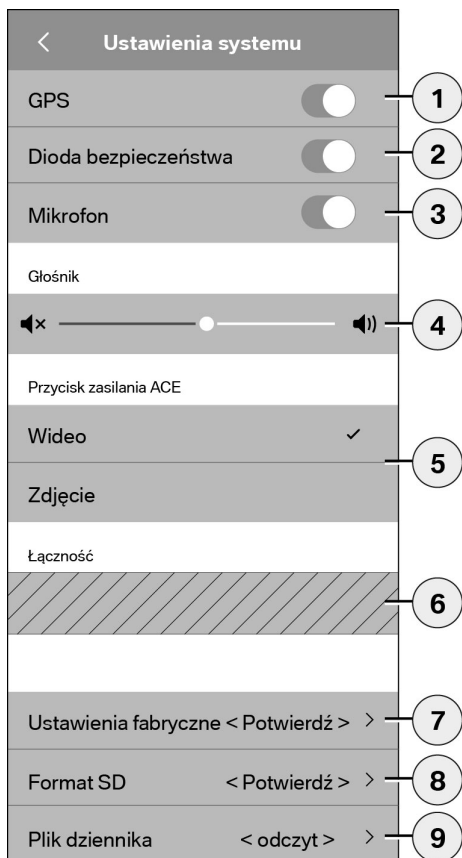 Ustawienia systemu
GPS 1
Dioda bezpieczeństwa 2
Mikrofon 3
Głośnik
4
Przycisk zasilania ACE
Wideo
5
Zdjęcie
Łączność
6
Ustawienia fabryczne < Potwierdź > 7
Format SD < Potwierdź > 8
Plik dziennika < odczyt > 9